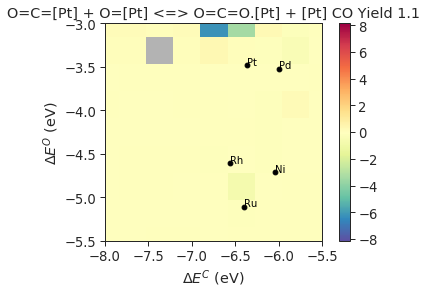 O=C=[Pt] + O=[Pt] <=> O=C=O.[Pt] + [Pt] CO Yield 1.1
−3.0
−3.5
−4.0
−4.5
−5.0
−5.5
ΔE^O (eV)
Pt
Pd
Rh
Ni
Ru
8
6
4
2
0
−2
−4
−6
−8
−8.0 −7.5 −7.0 −6.5 −6.0 −5.5
ΔE^C (eV)